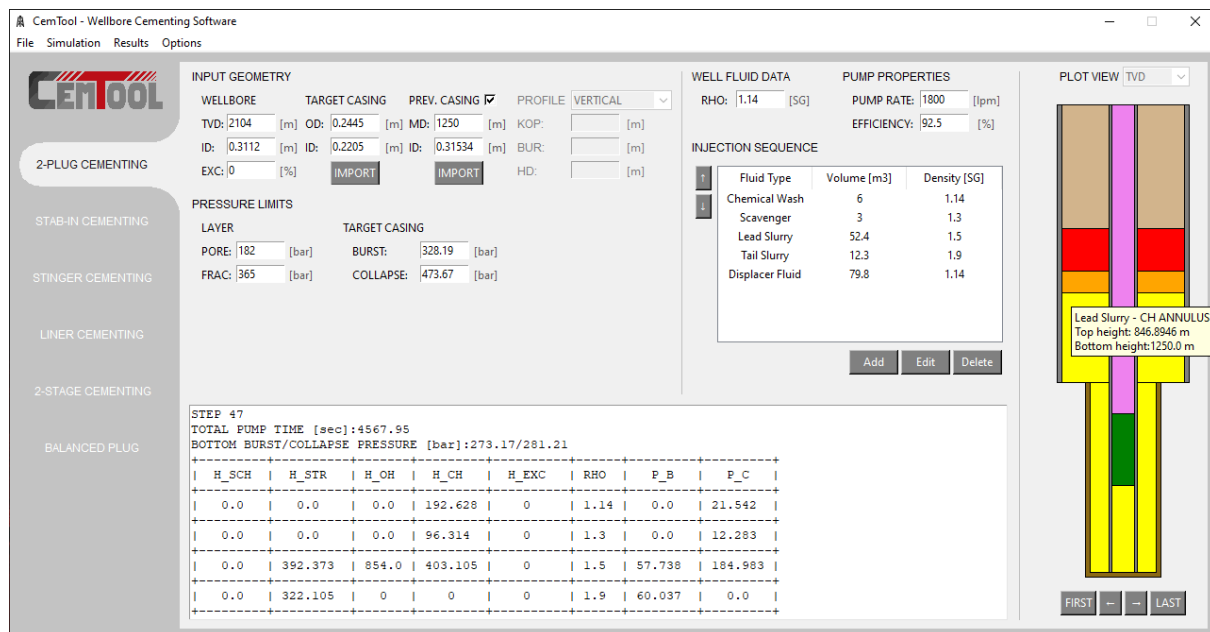 CemTool - Wellbore Cementing Software
File Simulation Results Options
CEMTOOL
2-PLUG CEMENTING
STAB-IN CEMENTING
STINGER CEMENTING
LINER CEMENTING
2-STAGE CEMENTING
BALANCED PLUG
INPUT GEOMETRY
WELLBORE TARGET CASING PREV. CASING PROFILE VERTICAL
TVD: 2104 [m] OD: 0.2445 [m] MD: 1250 [m] KOP: [m]
ID: 0.3112 [m] ID: 0.2205 [m] ID: 0.31534 [m] BUR: [m]
EXC: 0 [%] IMPORT IMPORT HD: [m]
PRESSURE LIMITS
LAYER TARGET CASING
PORE: 182 [bar] BURST: 328.19 [bar]
FRAC: 365 [bar] COLLAPSE: 473.67 [bar]
WELL FLUID DATA PUMP PROPERTIES
RHO: 1.14 [SG] PUMP RATE: 1800 [lpm]
EFFICIENCY: 92.5 [%]
INJECTION SEQUENCE
↑
↓
Fluid Type Volume [m3] Density [SG]
Chemical Wash 6 1.14
Scavenger 3 1.3
Lead Slurry 52.4 1.5
Tail Slurry 12.3 1.9
Displacer Fluid 79.8 1.14
Add Edit Delete
STEP 47
TOTAL PUMP TIME [sec]:4567.95
BOTTOM BURST/COLLAPSE PRESSURE [bar]:273.17/281.21
| H_SCH | H_STR | H_OH | H_CH | H_EXC | RHO | P_B | P_C |
| 0.0 | 0.0 | 0.0 | 192.628 | 0 | 1.14 | 0.0 | 21.542 |
| 0.0 | 0.0 | 0.0 | 96.314 | 0 | 1.3 | 0.0 | 12.283 |
| 0.0 | 392.373 | 854.0 | 403.105 | 0 | 1.5 | 57.738 | 184.983 |
| 0.0 | 322.105 | 0 | 0 | 0 | 1.9 | 60.037 | 0.0 |
PLOT VIEW TVD
Lead Slurry - CH ANNULUS
Top height: 846.8946 m
Bottom height:1250.0 m
FIRST ← → LAST